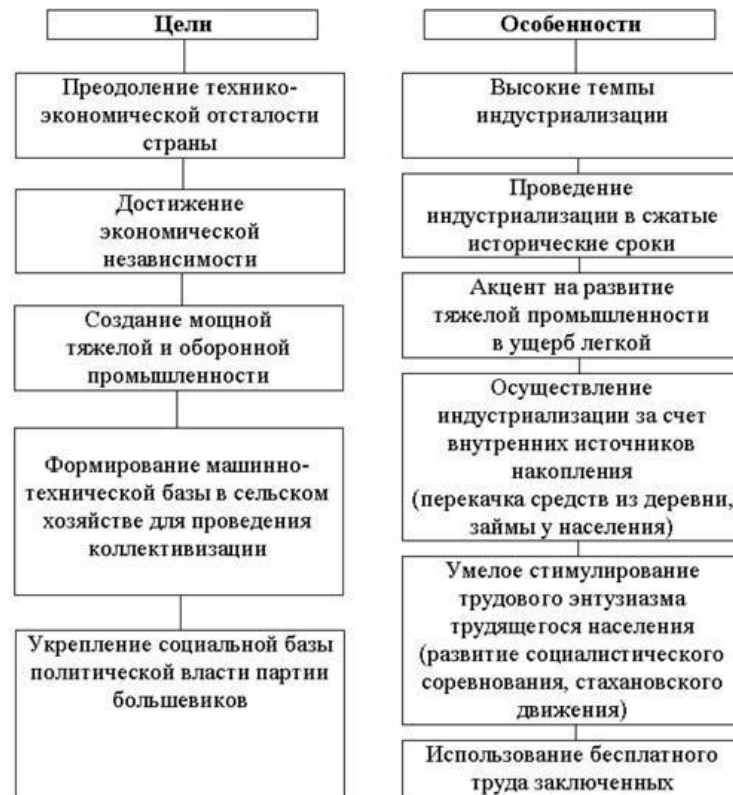 Цели
Преодоление технико-
экономической отсталости
страны
Достижение
экономической
независимости
Создание мощной
тяжелой и оборонной
промышленности
Формирование машинно-
технической базы в сельском
хозяйстве для проведения
коллективизации
Укрепление социальной базы
политической власти партии
большевиков
Особенности
Высокие темпы
индустриализации
Проведение
индустриализации в сжатые
исторические сроки
Акцент на развитие
тяжелой промышленности
в ущерб легкой
Осуществление
индустриализации за счет
внутренних источников
накопления
(перекачка средств из деревни,
займы у населения)
Умелое стимулирование
трудового энтузиазма
трудящегося населения
(развитие социалистического
соревнования, стахановского
движения)
Использование бесплатного
труда заключенных